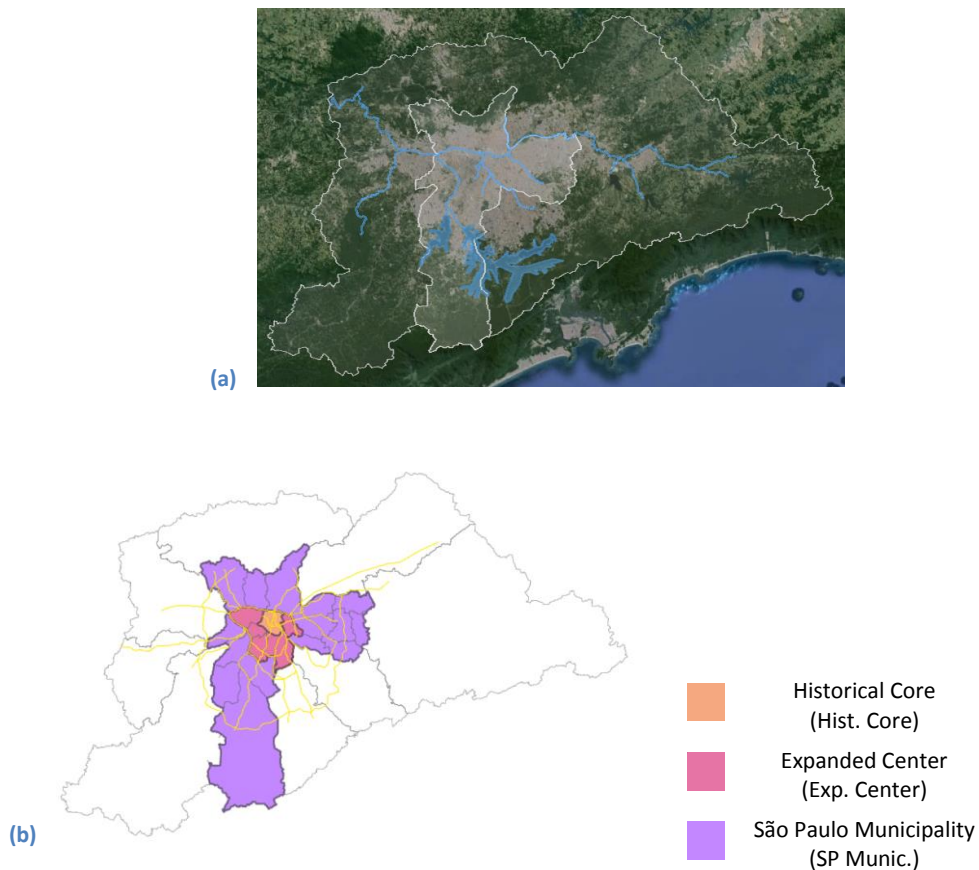 (a)
Historical Core
(Hist. Core)
Expanded Center
(Exp. Center)
São Paulo Municipality
(SP Munic.)
(b)